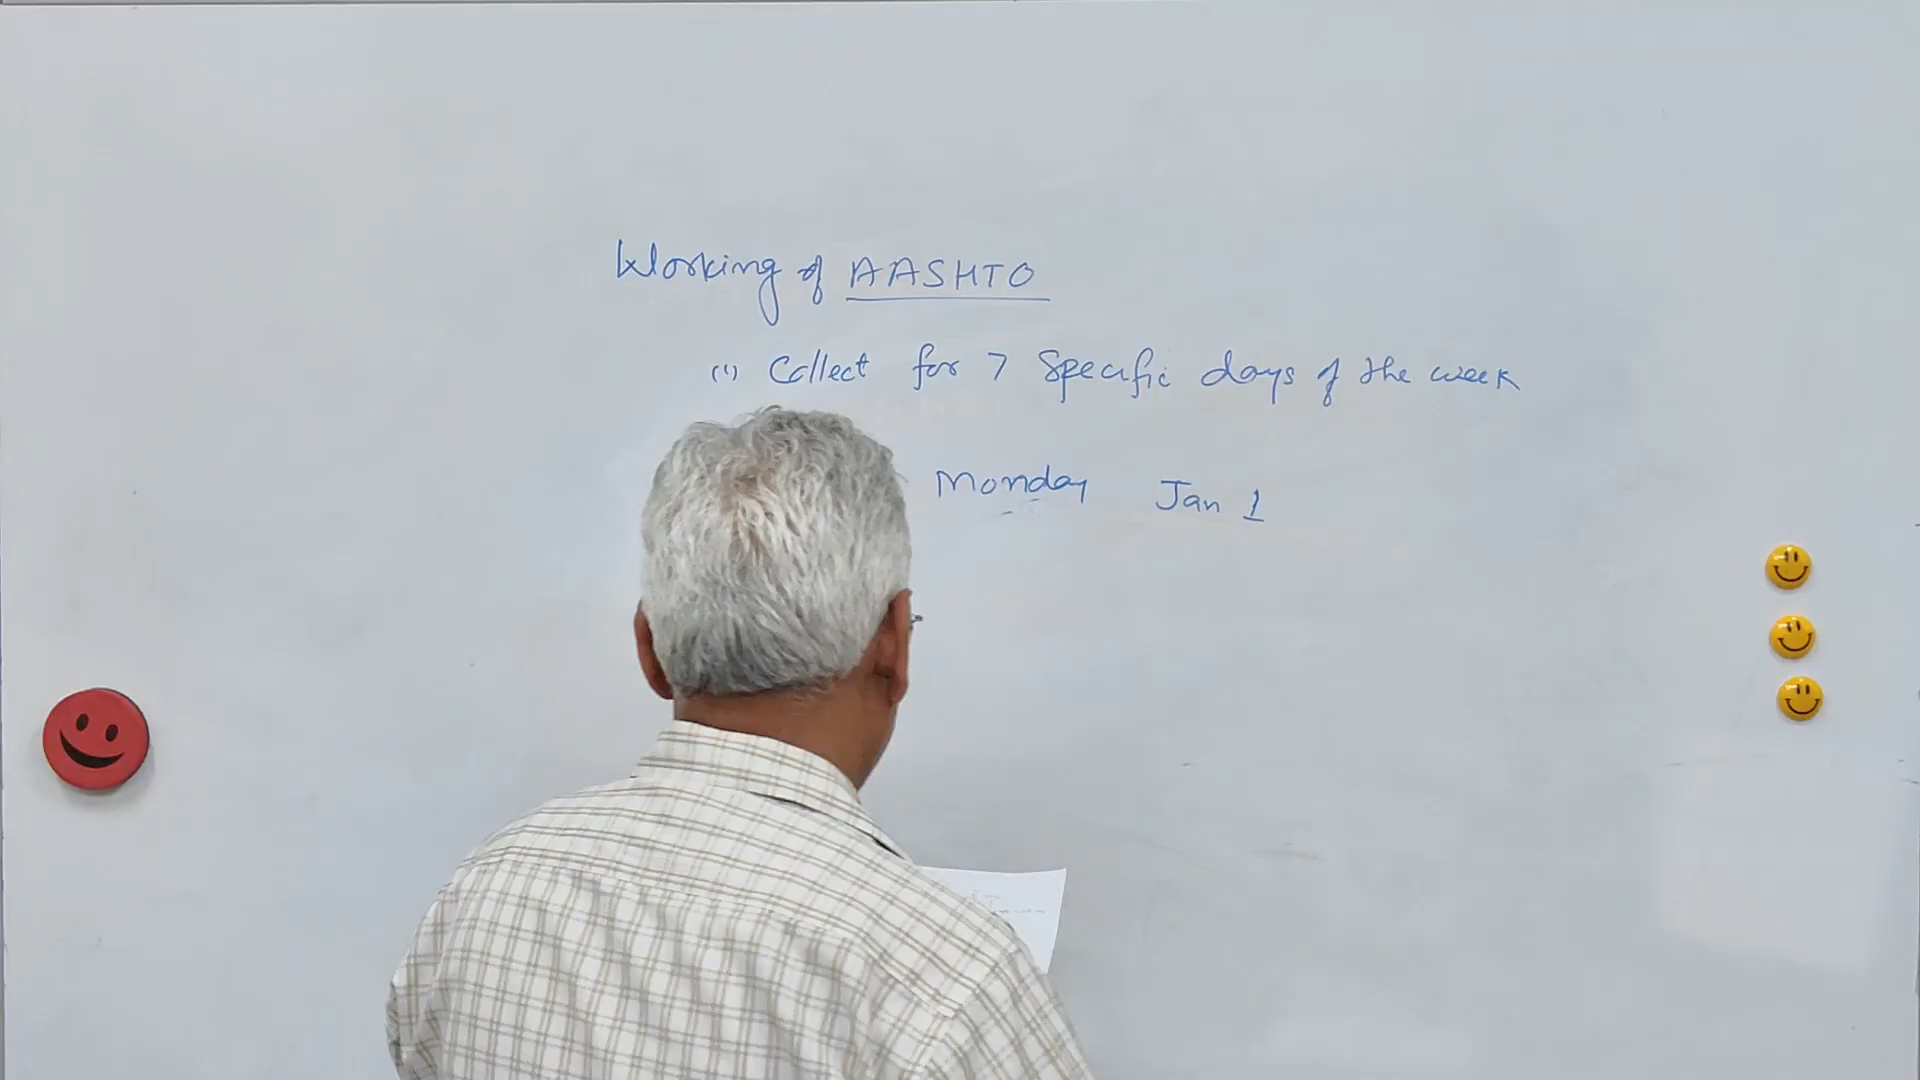 Working of AASHTO
(1) Collect for 7 Specific days of the week
Monday Jan 1